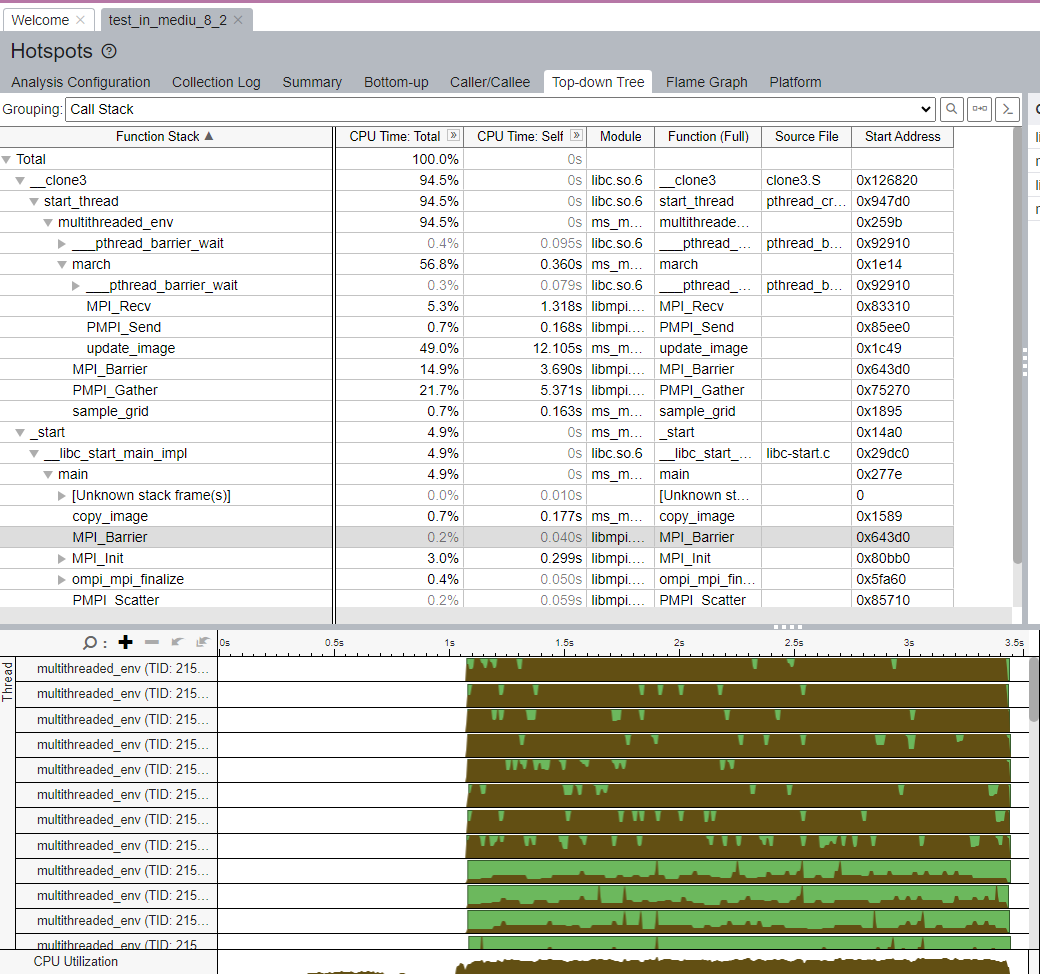 Welcome × test_in_mediu_8_2 ×
Hotspots ?
Analysis Configuration Collection Log Summary Bottom-up Caller/Callee Top-down Tree Flame Graph Platform
Grouping: Call Stack
Function Stack ▲ CPU Time: Total » CPU Time: Self » Module Function (Full) Source File Start Address
Total 100.0% 0s
__clone3 94.5% 0s libc.so.6 __clone3 clone3.S 0x126820
start_thread 94.5% 0s libc.so.6 start_thread pthread_cr... 0x947d0
multithreaded_env 94.5% 0s ms_m... multithreade... 0x259b
___pthread_barrier_wait 0.4% 0.095s libc.so.6 ___pthread_... pthread_b... 0x92910
march 56.8% 0.360s ms_m... march 0x1e14
___pthread_barrier_wait 0.3% 0.079s libc.so.6 ___pthread_... pthread_b... 0x92910
MPI_Recv 5.3% 1.318s libmpi.... MPI_Recv 0x83310
PMPI_Send 0.7% 0.168s libmpi.... PMPI_Send 0x85ee0
update_image 49.0% 12.105s ms_m... update_image 0x1c49
MPI_Barrier 14.9% 3.690s libmpi.... MPI_Barrier 0x643d0
PMPI_Gather 21.7% 5.371s libmpi.... PMPI_Gather 0x75270
sample_grid 0.7% 0.163s ms_m... sample_grid 0x1895
_start 4.9% 0s ms_m... _start 0x14a0
__libc_start_main_impl 4.9% 0s libc.so.6 __libc_start_... libc-start.c 0x29dc0
main 4.9% 0s ms_m... main 0x277e
[Unknown stack frame(s)] 0.0% 0.010s [Unknown st... 0
copy_image 0.7% 0.177s ms_m... copy_image 0x1589
MPI_Barrier 0.2% 0.040s libmpi.... MPI_Barrier 0x643d0
MPI_Init 3.0% 0.299s libmpi.... MPI_Init 0x80bb0
ompi_mpi_finalize 0.4% 0.050s libmpi.... ompi_mpi_fin... 0x5fa60
PMPI_Scatter 0.2% 0.059s libmpi.... PMPI_Scatter 0x85710
0s 0.5s 1s 1.5s 2s 2.5s 3s 3.5s
Thread
multithreaded_env (TID: 215...
multithreaded_env (TID: 215...
multithreaded_env (TID: 215...
multithreaded_env (TID: 215...
multithreaded_env (TID: 215...
multithreaded_env (TID: 215...
multithreaded_env (TID: 215...
multithreaded_env (TID: 215...
multithreaded_env (TID: 215...
multithreaded_env (TID: 215...
multithreaded_env (TID: 215...
multithreaded_env (TID: 215
CPU Utilization